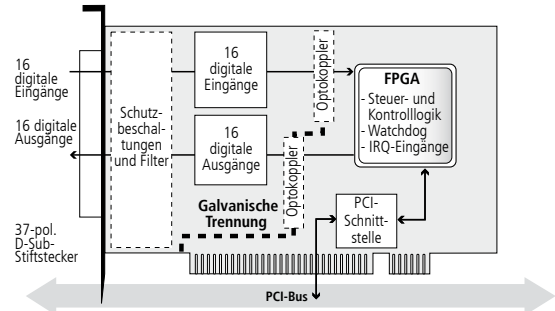 16
digitale
Eingänge
16 digitale
Ausgänge
37-pol.
D-Sub-
Stiftstecker
Schutz-
beschal-
tungen
und Filter
16
digitale
Eingänge
16
digitale
Ausgänge
Optokoppler
Optokoppler
Galvanische
Trennung
FPGA
- Steuer- und
Kontrolllogik
- Watchdog
- IRQ-Eingänge
PCI-
Schnitt-
stelle
PCI-Bus